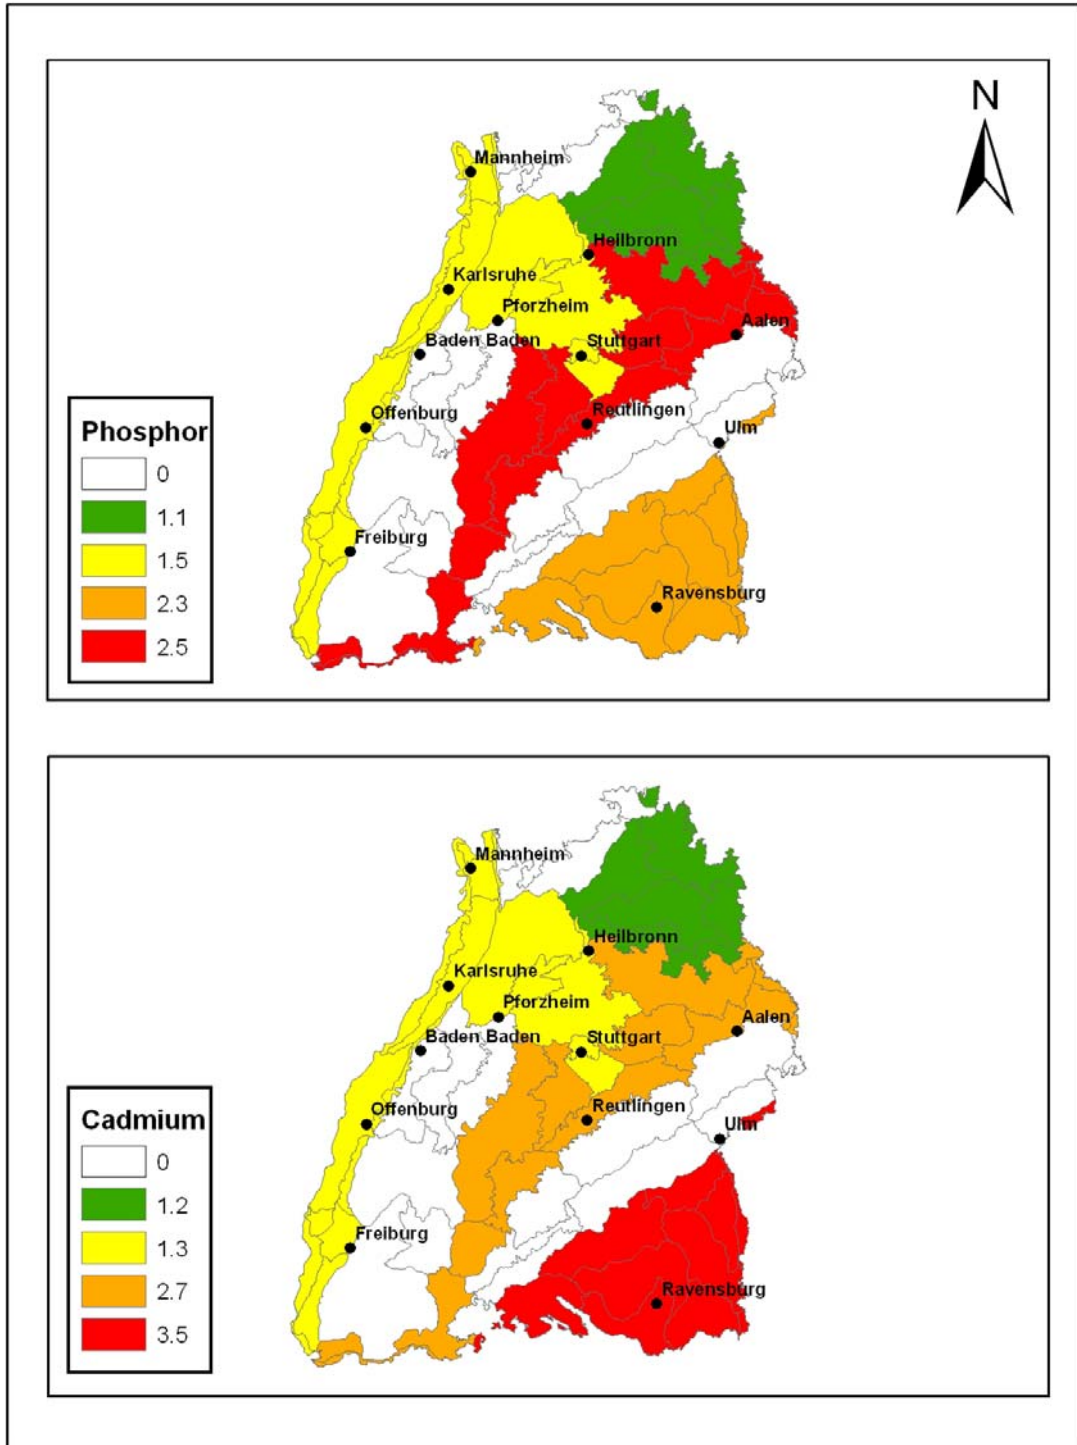 N
Mannheim
Heilbronn
Karlsruhe
Pforzheim
Aalen
Baden Baden
Stuttgart
Offenburg
Reutlingen
Ulm
Freiburg
Ravensburg
Phosphor
0
1.1
1.5
2.3
2.5
Mannheim
Heilbronn
Karlsruhe
Pforzheim
Aalen
Baden Baden
Stuttgart
Offenburg
Reutlingen
Ulm
Freiburg
Ravensburg
Cadmium
0
1.2
1.3
2.7
3.5